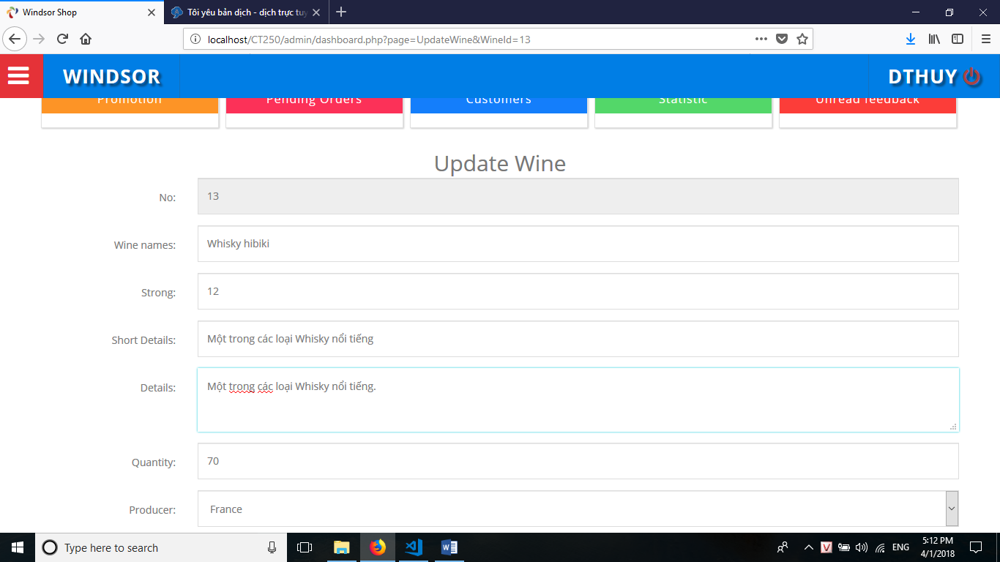 Windsor Shop
Tôi yêu bản dịch - dịch trực tuy
localhost/CT250/admin/dashboard.php?page=UpdateWine&WineId=13
WINDSOR
DTHUY
Promotion
Pending Orders
Customers
Statistic
Unread feedback
Update Wine
No:
13
Wine names:
Whisky hibiki
Strong:
12
Short Details:
Một trong các loại Whisky nổi tiếng
Details:
Một trong các loại Whisky nổi tiếng.
Quantity:
70
Producer:
France
Type here to search
V
ENG
5:12 PM
4/1/2018